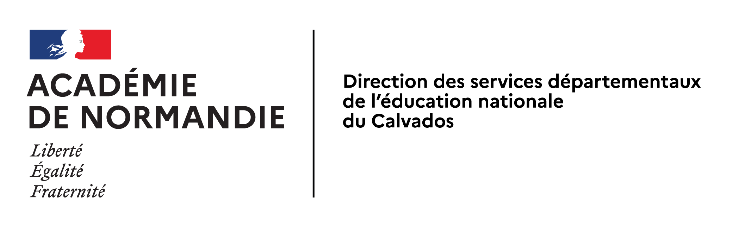 ACADÉMIE
DE NORMANDIE
Liberté
Égalité
Fraternité
Direction des services départementaux
de l'éducation nationale
du Calvados